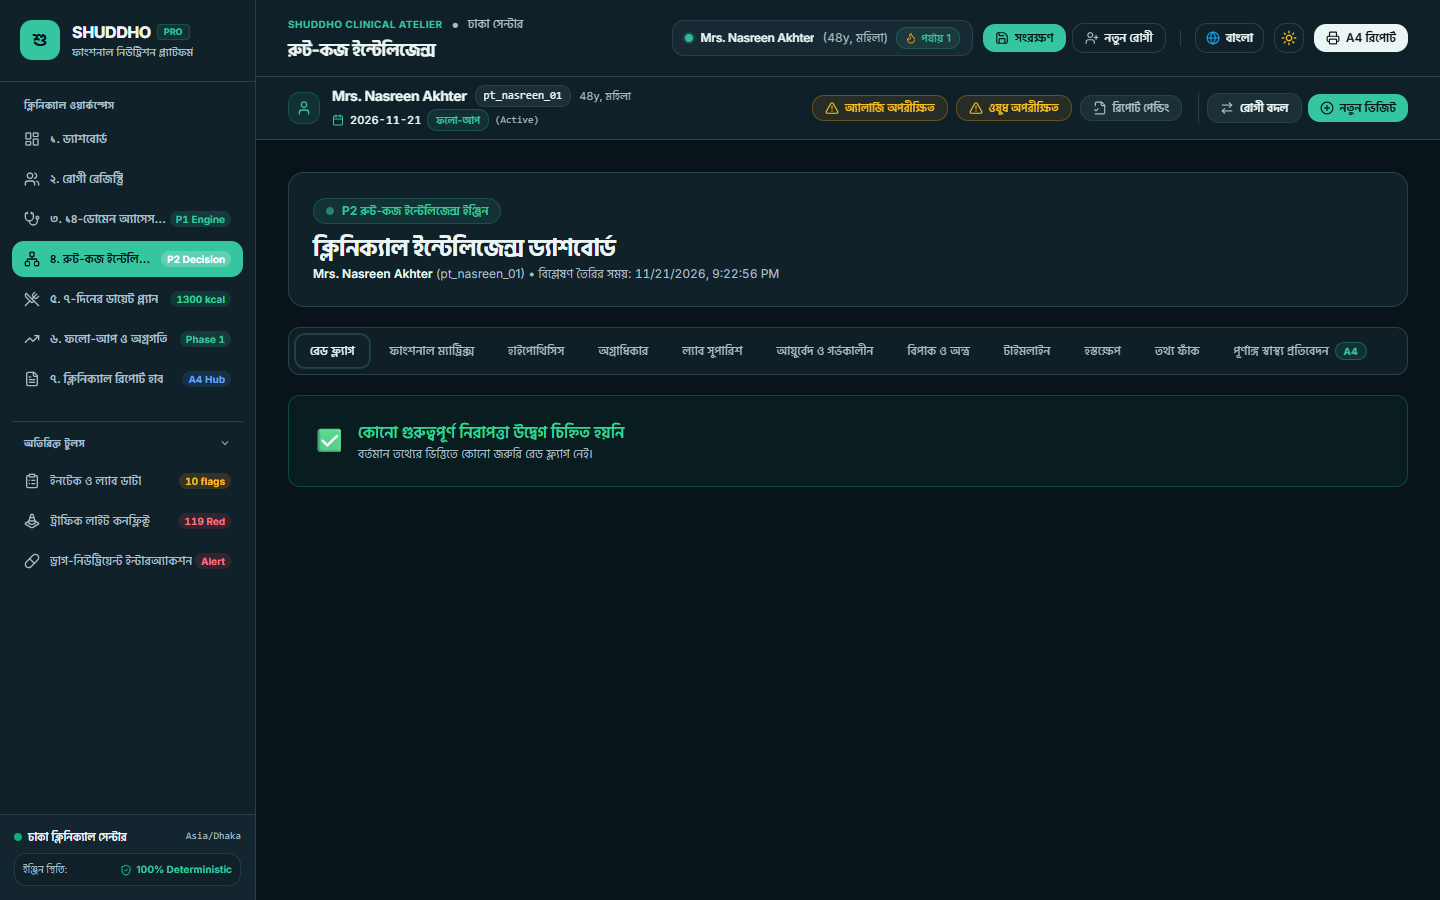 শু
SHUDDHO PRO
ফাংশনাল নিউট্রিশন প্ল্যাটফর্ম
ক্লিনিক্যাল ওয়ার্কস্পেস
১. ড্যাশবোর্ড
২. রোগী রেজিস্ট্রি
৩. ১৪-ডোমেন অ্যাসেস... P1 Engine
৪. রুট-কজ ইন্টেলি... P2 Decision
৫. ৭-দিনের ডায়েট প্ল্যান 1300 kcal
৬. ফলো-আপ ও অগ্রগতি Phase 1
৭. ক্লিনিক্যাল রিপোর্ট হাব A4 Hub
অতিরিক্ত টুলস
ইনটেক ও ল্যাব ডাটা 10 flags
ট্রাফিক লাইট কনফ্লিক্ট 119 Red
ড্রাগ-নিউট্রিয়েন্ট ইন্টারঅ্যাকশন Alert
ঢাকা ক্লিনিক্যাল সেন্টার Asia/Dhaka
ইঞ্জিন স্থিতি: 100% Deterministic
SHUDDHO CLINICAL ATELIER ● ঢাকা সেন্টার
রুট-কজ ইন্টেলিজেন্স
Mrs. Nasreen Akhter (48y, মহিলা) পর্যায় 1
সংরক্ষণ
নতুন রোগী
বাংলা
A4 রিপোর্ট
Mrs. Nasreen Akhter pt_nasreen_01 48y, মহিলা
2026-11-21 ফলো-আপ (Active)
অ্যালার্জি অপরীক্ষিত
ওষুধ অপরীক্ষিত
রিপোর্ট পেন্ডিং
রোগী বদল
নতুন ভিজিট
P2 রুট-কজ ইন্টেলিজেন্স ইঞ্জিন
ক্লিনিক্যাল ইন্টেলিজেন্স ড্যাশবোর্ড
Mrs. Nasreen Akhter (pt_nasreen_01) • বিশ্লেষণ তৈরির সময়: 11/21/2026, 9:22:56 PM
রেড ফ্ল্যাগ
ফাংশনাল ম্যাট্রিক্স
হাইপোথিসিস
অগ্রাধিকার
ল্যাব সুপারিশ
আয়ুর্বেদ ও গর্ভকালীন
বিপাক ও অন্ত্র
টাইমলাইন
হস্তক্ষেপ
তথ্য ফাঁক
পূর্ণাঙ্গ স্বাস্থ্য প্রতিবেদন A4
কোনো গুরুত্বপূর্ণ নিরাপত্তা উদ্বেগ চিহ্নিত হয়নি
বর্তমান তথ্যের ভিত্তিতে কোনো জরুরি রেড ফ্ল্যাগ নেই।